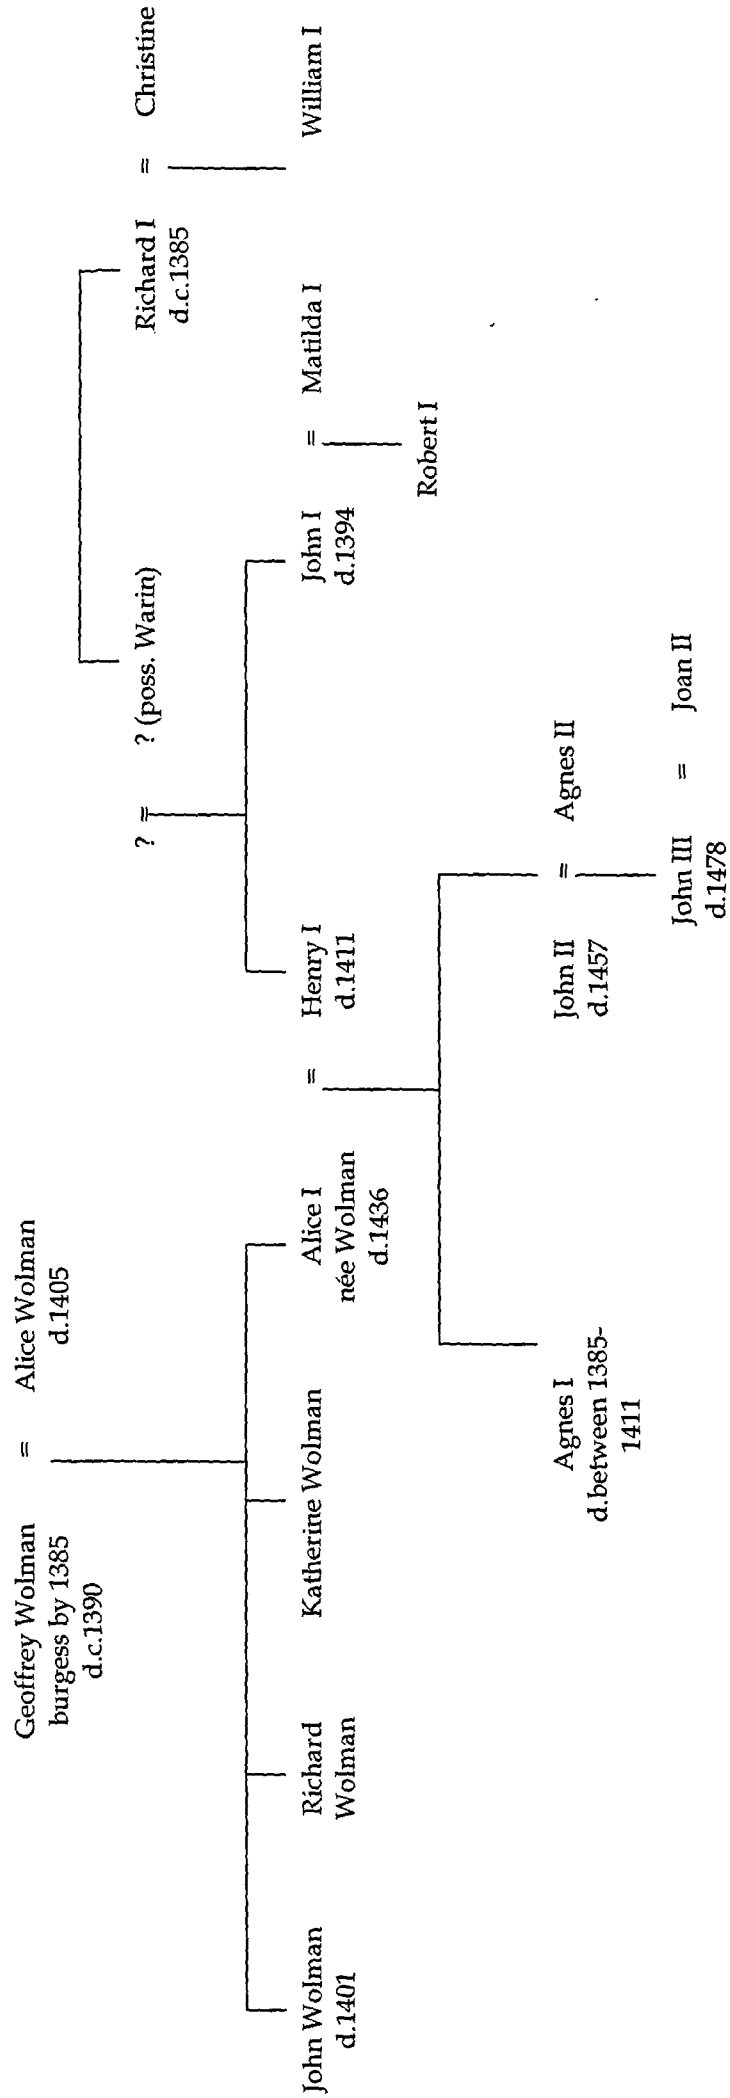 Geoffrey Wolman = Alice Wolman
burgess by 1385 d.1405
d.c.1390
? = ? (poss. Warin) Richard I = Christine
d.c.1385
John Wolman Richard Katherine Wolman Alice I = Henry I John I = Matilda I William I
d.1401 Wolman née Wolman d.1411 d.1394
d.1436
Robert I
Agnes I John II = Agnes II
d.between 1385- d.1457
1411
John III = Joan II
d.1478